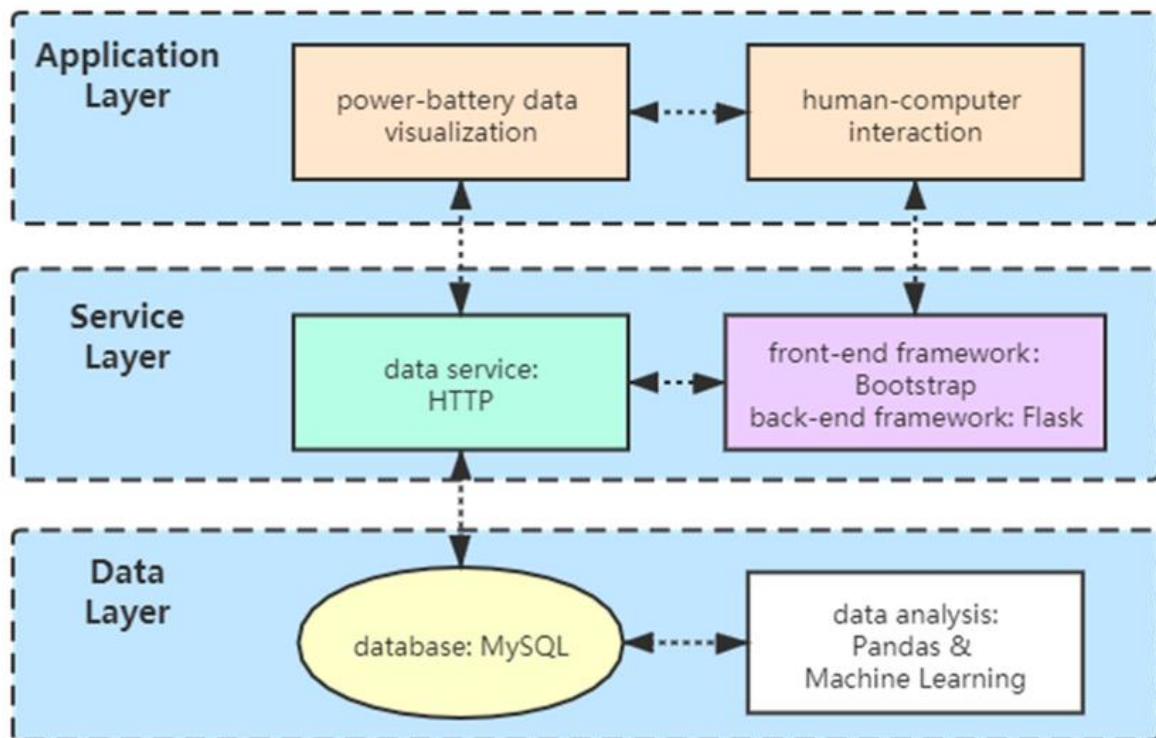 Application
Layer
power-battery data
visualization
human-computer
interaction
Service
Layer
data service:
HTTP
front-end framework:
Bootstrap
back-end framework: Flask
Data
Layer
database: MySQL
data analysis:
Pandas &
Machine Learning